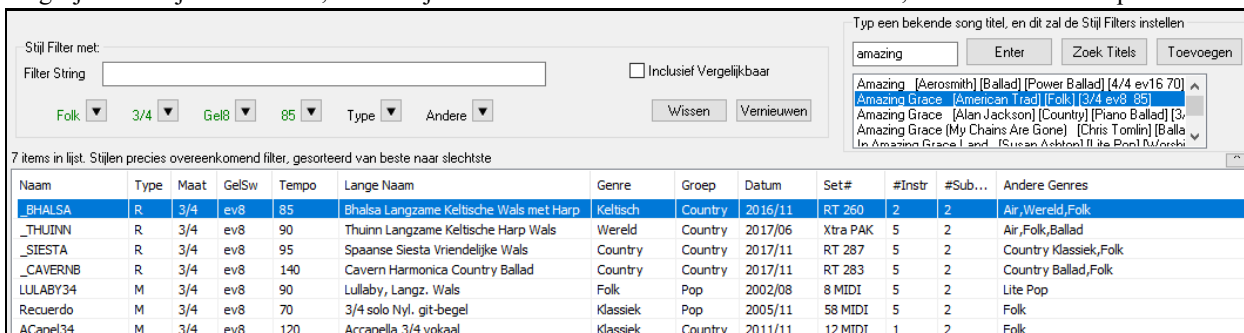 Typ een bekende song titel, en dit zal de Stijl Filters instellen
Stijl Filter met:
amazing Enter Zoek Titels Toevoegen
Filter String Inclusief Vergelijkbaar
Amazing [Aerosmith] [Ballad] [Power Ballad] [4/4 ev16 70]
Amazing Grace [American Trad] [Folk] [3/4 ev8 85]
Amazing Grace [Alan Jackson] [Country] [Piano Ballad] [3/
Amazing Grace (My Chains Are Gone) [Chris Tomlin] [Balla
In Amazing Grace Land [Susan Ashton] [Lite Pop] [Worshi
Folk 3/4 Gel8 85 Type Andere Wissen Vernieuwen
7 items in lijst. Stijlen precies overeenkomend filter, gesorteerd van beste naar slechtste
Naam Type Maat GelSw Tempo Lange Naam Genre Groep Datum Set# #Instr #Sub... Andere Genres
_BHALSA R 3/4 ev8 85 Bhalsa Langzame Keltische Wals met Harp Keltisch Country 2016/11 RT 260 2 2 Air,Wereld,Folk
_THUINN R 3/4 ev8 90 Thuinn Langzame Keltische Harp Wals Wereld Country 2017/06 Xtra PAK 5 2 Air,Folk,Ballad
_SIESTA R 3/4 ev8 95 Spaanse Siesta Vriendelijke Wals Country Country 2017/11 RT 287 5 2 Country Klassiek,Folk
_CAVERNB R 3/4 ev8 140 Cavern Harmonica Country Ballad Country Country 2017/11 RT 283 5 2 Country Ballad,Folk
LULABY34 M 3/4 ev8 90 Lullaby, Langz. Wals Folk Pop 2002/08 8 MIDI 5 2 Lite Pop
Recuerdo M 3/4 ev8 70 3/4 solo Nyl. git-begel Klassiek Pop 2005/11 58 MIDI 5 2 Folk
ACapel34 M 3/4 ev8 120 Accapella 3/4 vokaal Klassiek Country 2011/11 12 MIDI 1 2 Folk